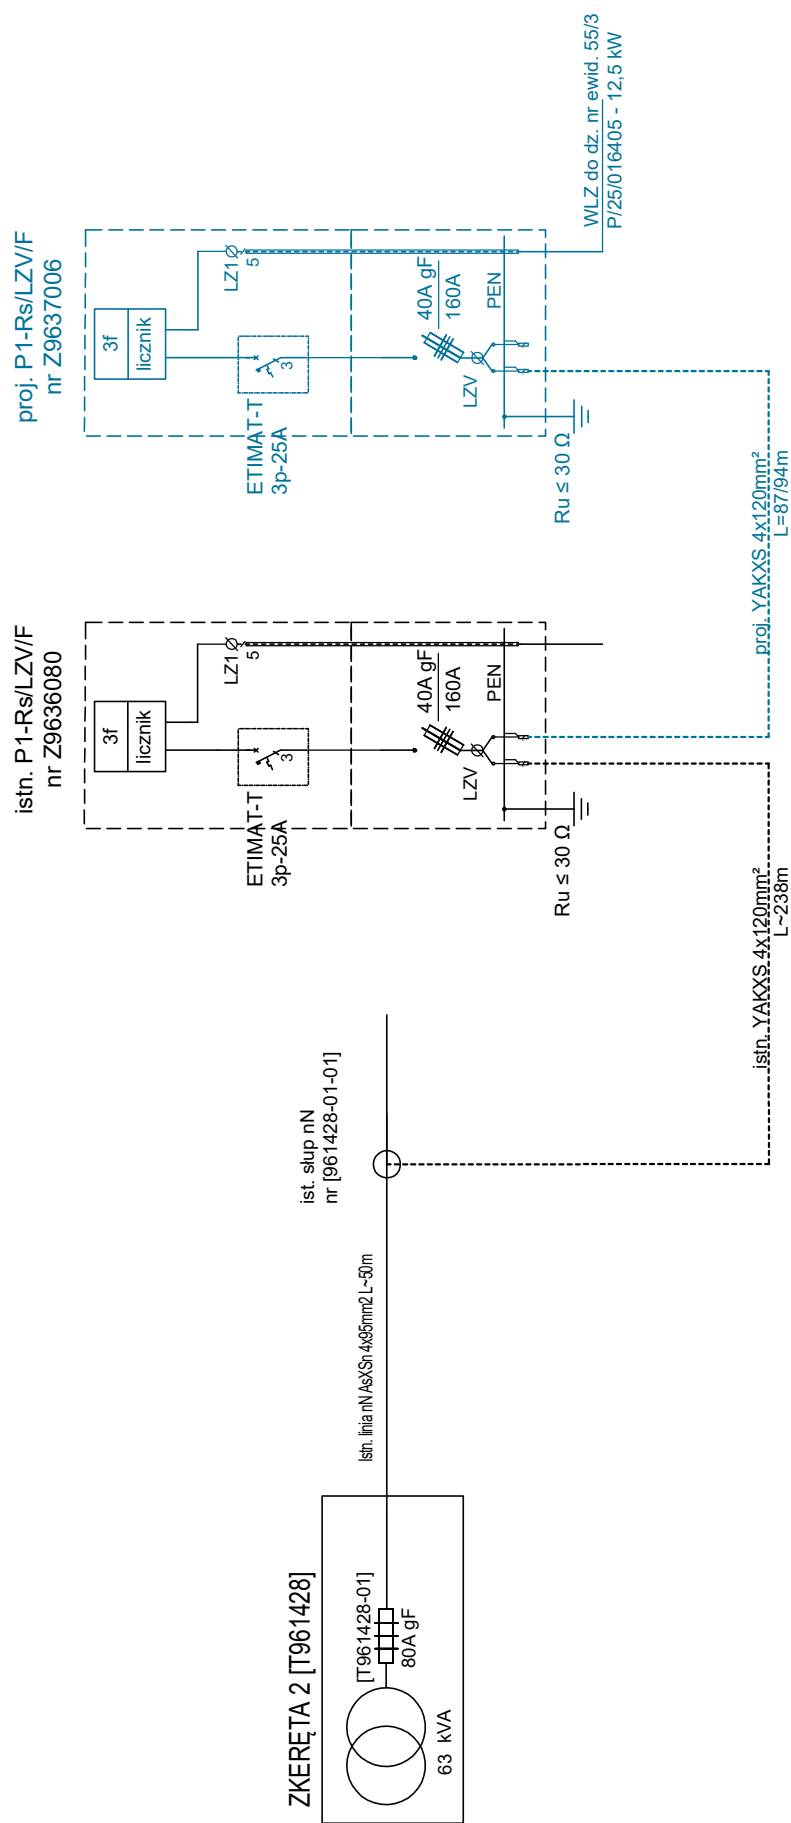 ZKERĘTA 2 [T961428]
[T961428-01]
80A gF
63 kVA
Istn. linia nN AsXSn 4x95mm2 L~50m
ist. słup nN
nr [961428-01-01]
istn. YAKXS 4x120mm²
L~238m
istn. P1-Rs/LZV/F
nr Z9636080
3f
licznik
LZ1
5
3
ETIMAT-T
3p-25A
40A gF
160A
LZV
PEN
Ru ≤ 30 Ω
proj. YAKXS 4x120mm²
L=87/94m
proj. P1-Rs/LZV/F
nr Z9637006
3f
licznik
LZ1
5
3
ETIMAT-T
3p-25A
40A gF
160A
LZV
PEN
Ru ≤ 30 Ω
WLZ do dz. nr ewid. 55/3
P/25/016405 - 12,5 kW